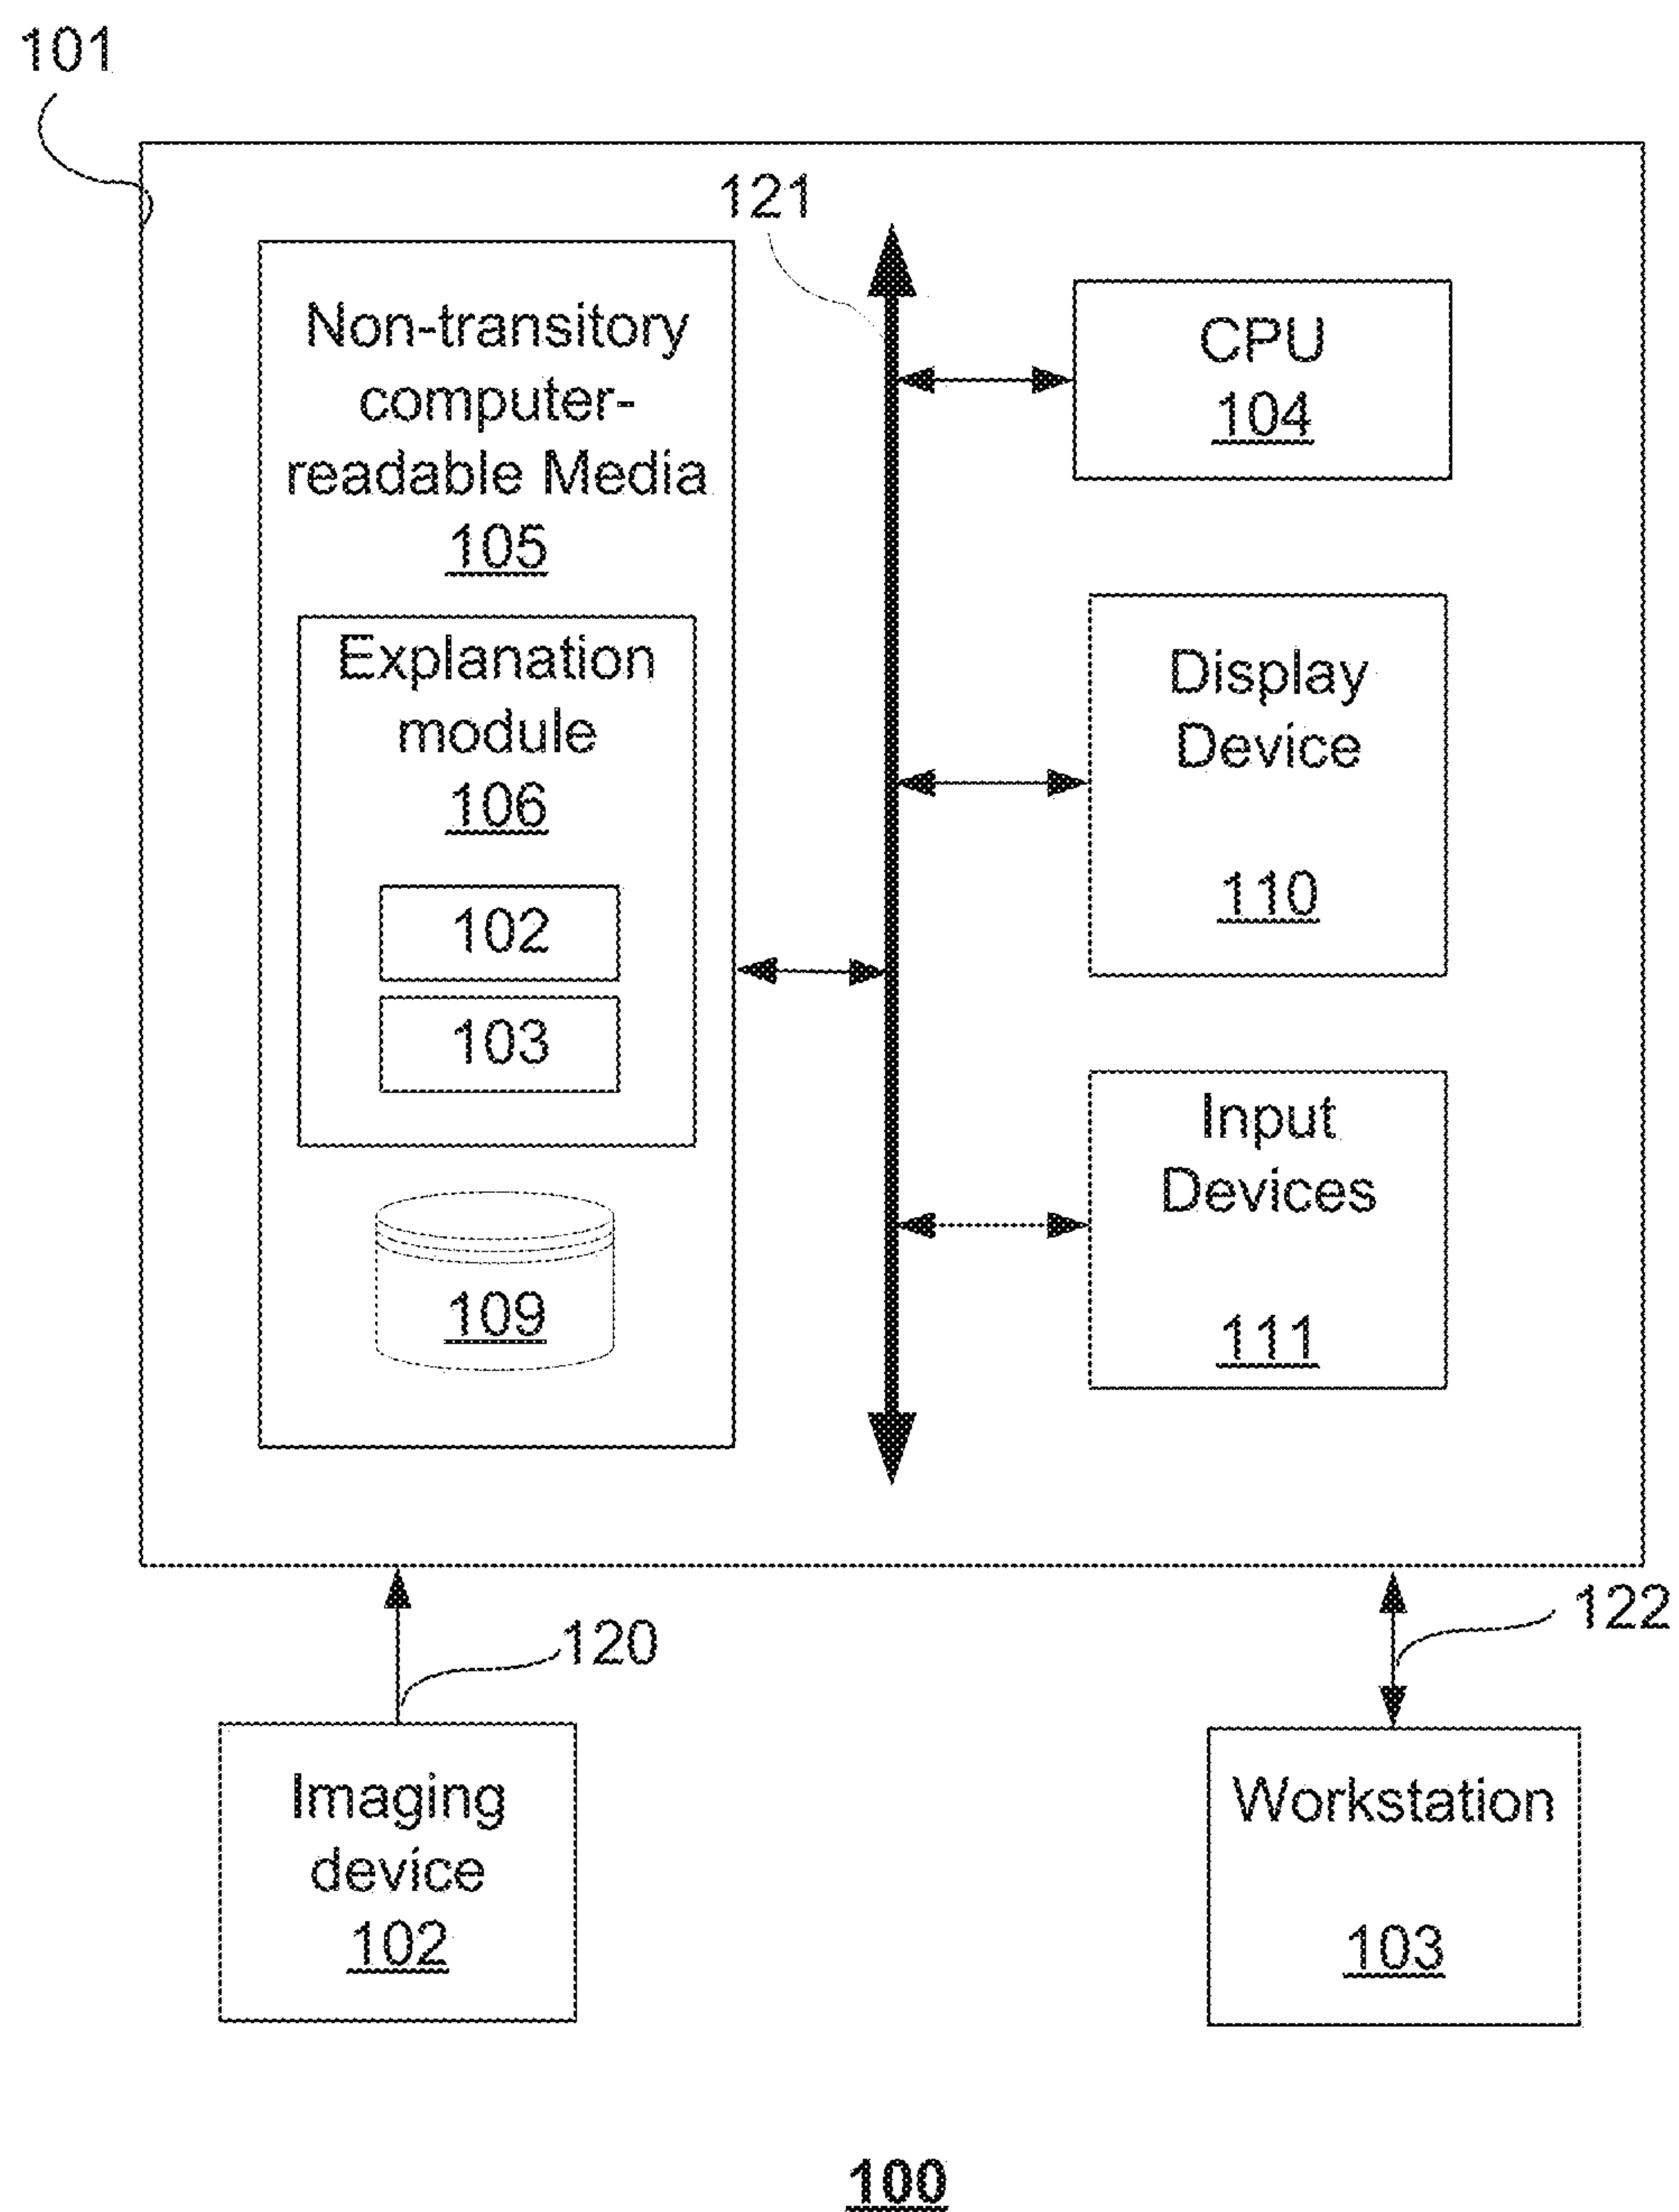 101
121
Non-transitory
computer-
readable Media
105
Explanation
module
106
102
103
109
CPU
104
Display
Device
110
Input
Devices
111
120
122
Imaging
device
102
Workstation
103
100